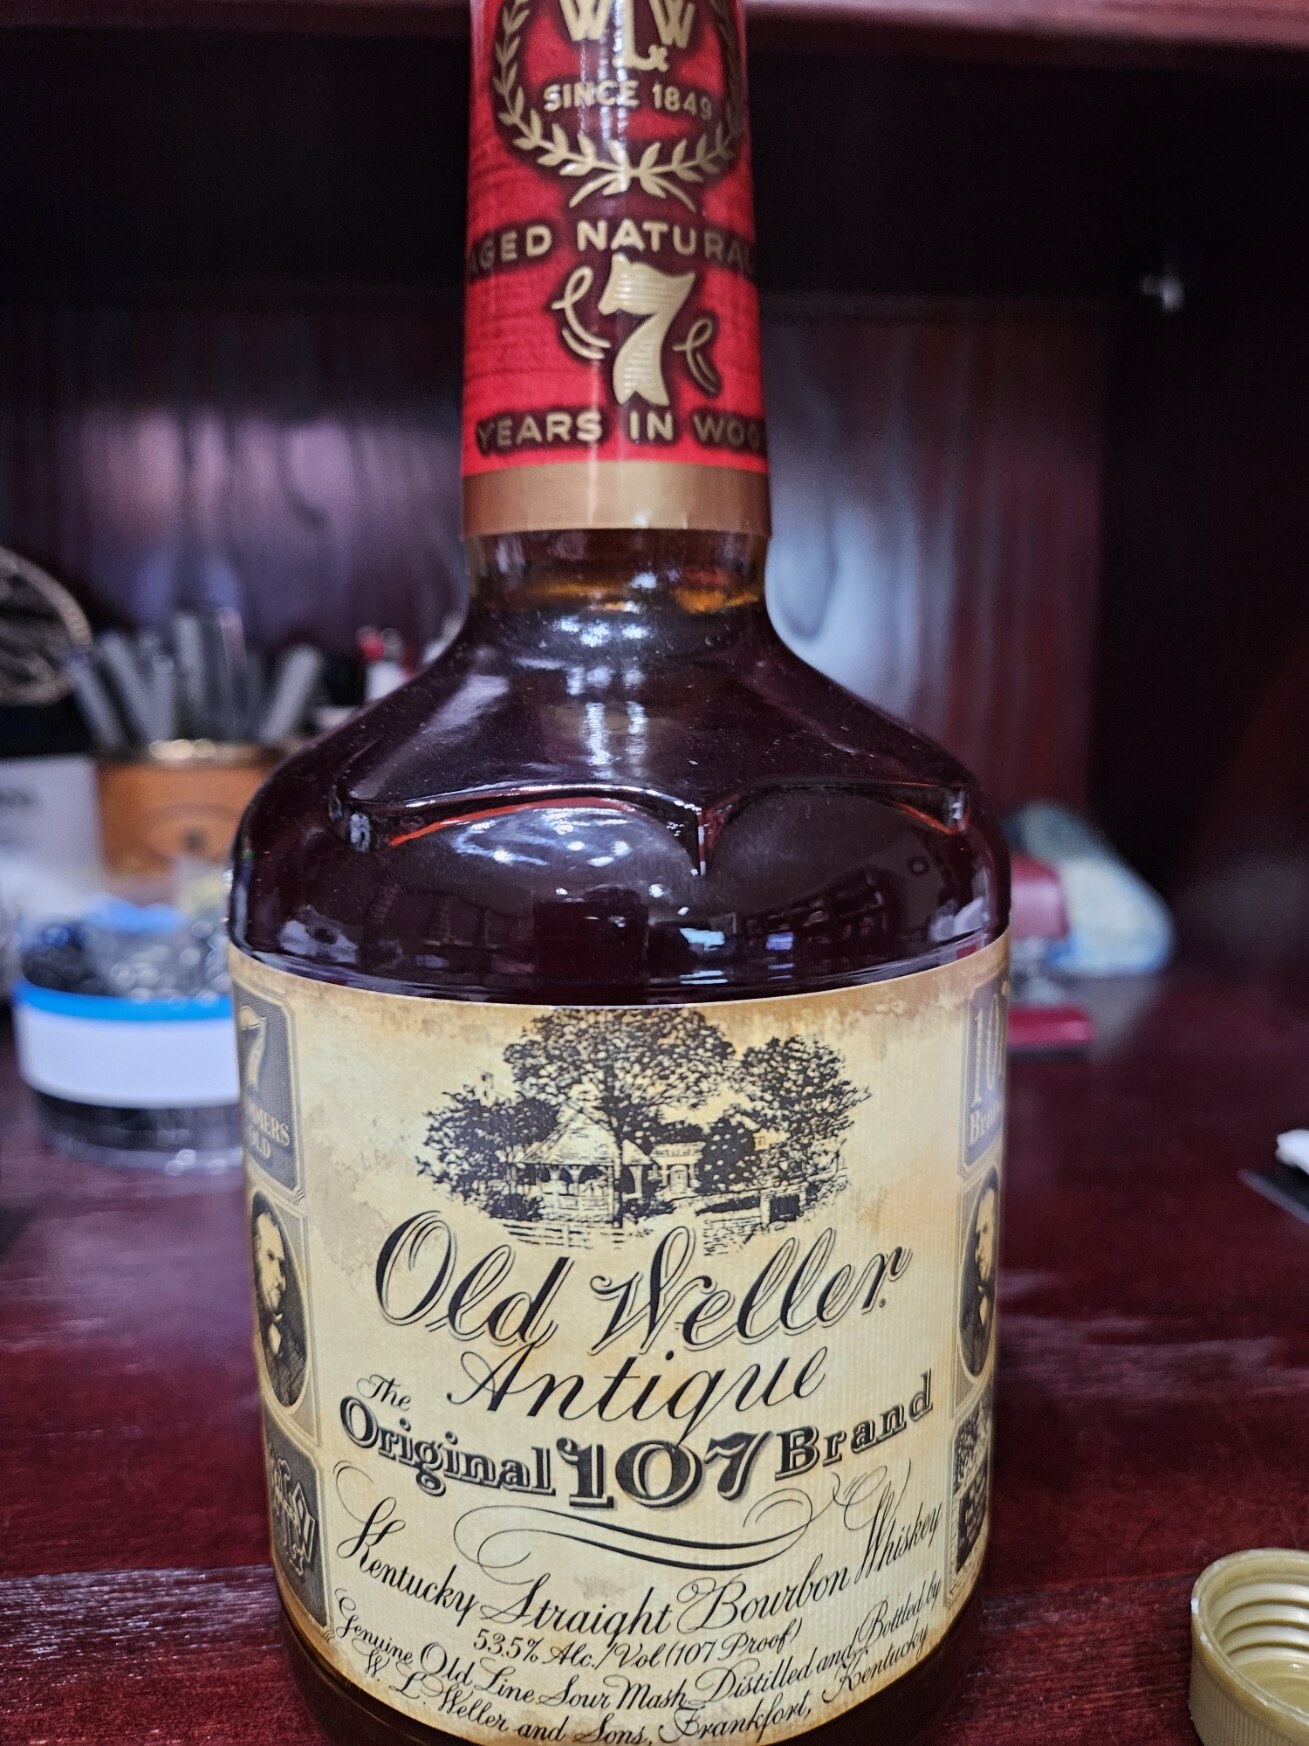 WLW
SINCE 1849
AGED NATURAL
7
YEARS IN WOO
7
OLD
107
Old Weller
Antique
The
Original 107 Brand
Kentucky Straight Bourbon Whiskey
53.5% Alc./Vol (107 Proof)
Genuine Old Line Sour Mash Distilled and Bottled by
W. L. Weller and Sons, Frankfort, Kentucky